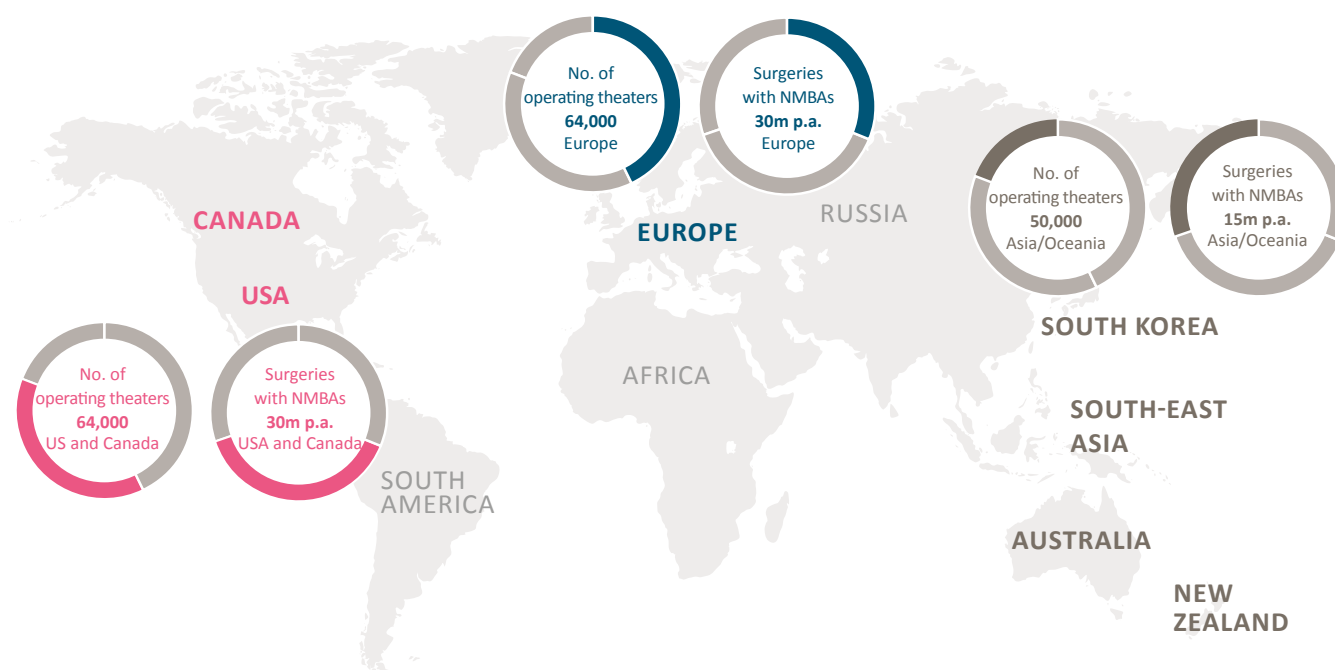 No. of
operating theaters
64,000
Europe
Surgeries
with NMBAs
30m p.a.
Europe
No. of
operating theaters
50,000
Asia/Oceania
Surgeries
with NMBAs
15m p.a.
Asia/Oceania
CANADA
EUROPE
RUSSIA
USA
SOUTH KOREA
No. of
operating theaters
64,000
US and Canada
Surgeries
with NMBAs
30m p.a.
USA and Canada
AFRICA
SOUTH-EAST
ASIA
SOUTH
AMERICA
AUSTRALIA
NEW
ZEALAND